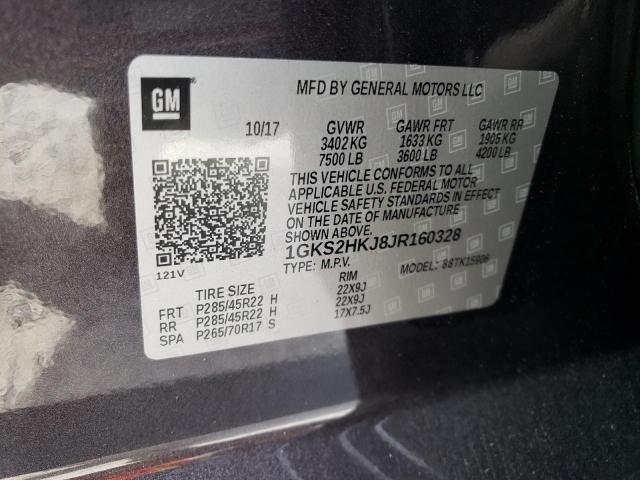 GM
MFD BY GENERAL MOTORS LLC
10/17 GVWR GAWR FRT GAWR RR
3402 KG 1633 KG 1905 KG
7500 LB 3600 LB 4200 LB
THIS VEHICLE CONFORMS TO ALL
APPLICABLE U.S. FEDERAL MOTOR
VEHICLE SAFETY STANDARDS IN EFFECT
ON THE DATE OF MANUFACTURE
SHOWN ABOVE.
1GKS2HKJ8JR160328
121V
TYPE: M.P.V. MODEL: 88TK15906
TIRE SIZE RIM
FRT P285/45R22 H 22X9J
RR P285/45R22 H 22X9J
SPA P265/70R17 S 17X7.5J